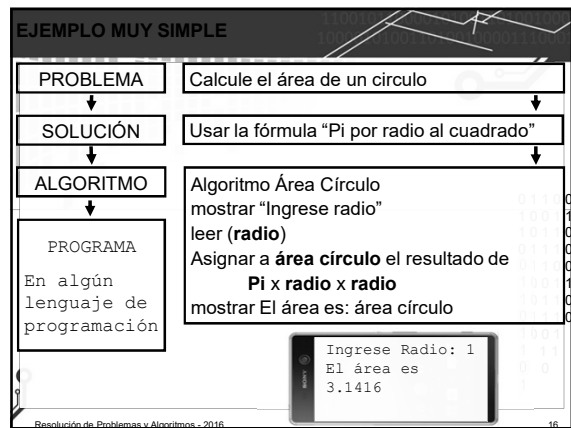 EJEMPLO MUY SIMPLE
PROBLEMA
Calcule el área de un circulo
SOLUCIÓN
Usar la fórmula “Pi por radio al cuadrado”
ALGORITMO
Algoritmo Área Círculo
mostrar “Ingrese radio”
leer (radio)
Asignar a área círculo el resultado de
Pi x radio x radio
mostrar El área es: área círculo
PROGRAMA
En algún
lenguaje de
programación
SONY
Ingrese Radio: 1
El área es
3.1416
Resolución de Problemas y Algoritmos - 2016
16